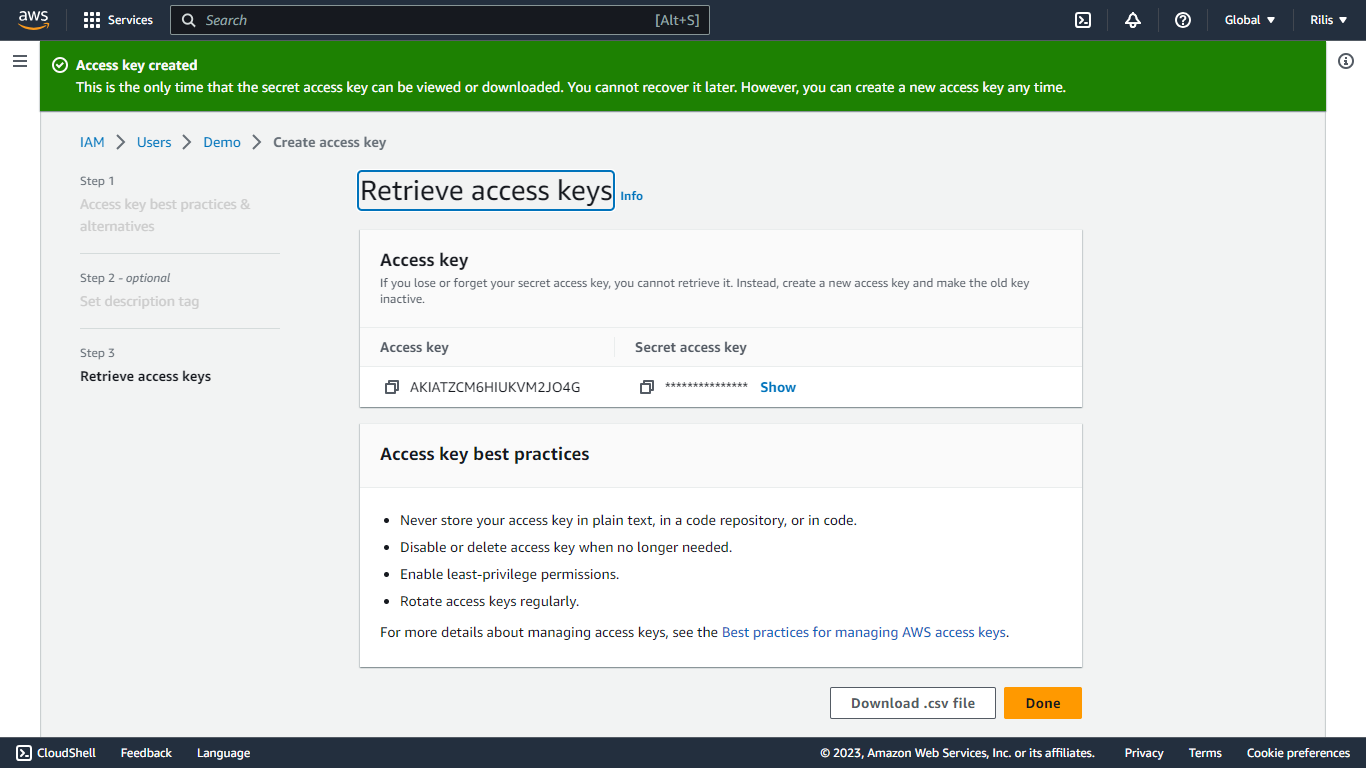 aws
Services
Search
[Alt+S]
Global
Rilis
Access key created
This is the only time that the secret access key can be viewed or downloaded. You cannot recover it later. However, you can create a new access key any time.
IAM
Users
Demo
Create access key
Step 1
Access key best practices &
alternatives
Step 2 - optional
Set description tag
Step 3
Retrieve access keys
Retrieve access keys
Info
Access key
If you lose or forget your secret access key, you cannot retrieve it. Instead, create a new access key and make the old key
inactive.
Access key
Secret access key
AKIATZCM6HIUKVM2JO4G
***************
Show
Access key best practices
• Never store your access key in plain text, in a code repository, or in code.
• Disable or delete access key when no longer needed.
• Enable least-privilege permissions.
• Rotate access keys regularly.
For more details about managing access keys, see the Best practices for managing AWS access keys.
Download .csv file
Done
CloudShell
Feedback
Language
© 2023, Amazon Web Services, Inc. or its affiliates.
Privacy
Terms
Cookie preferences